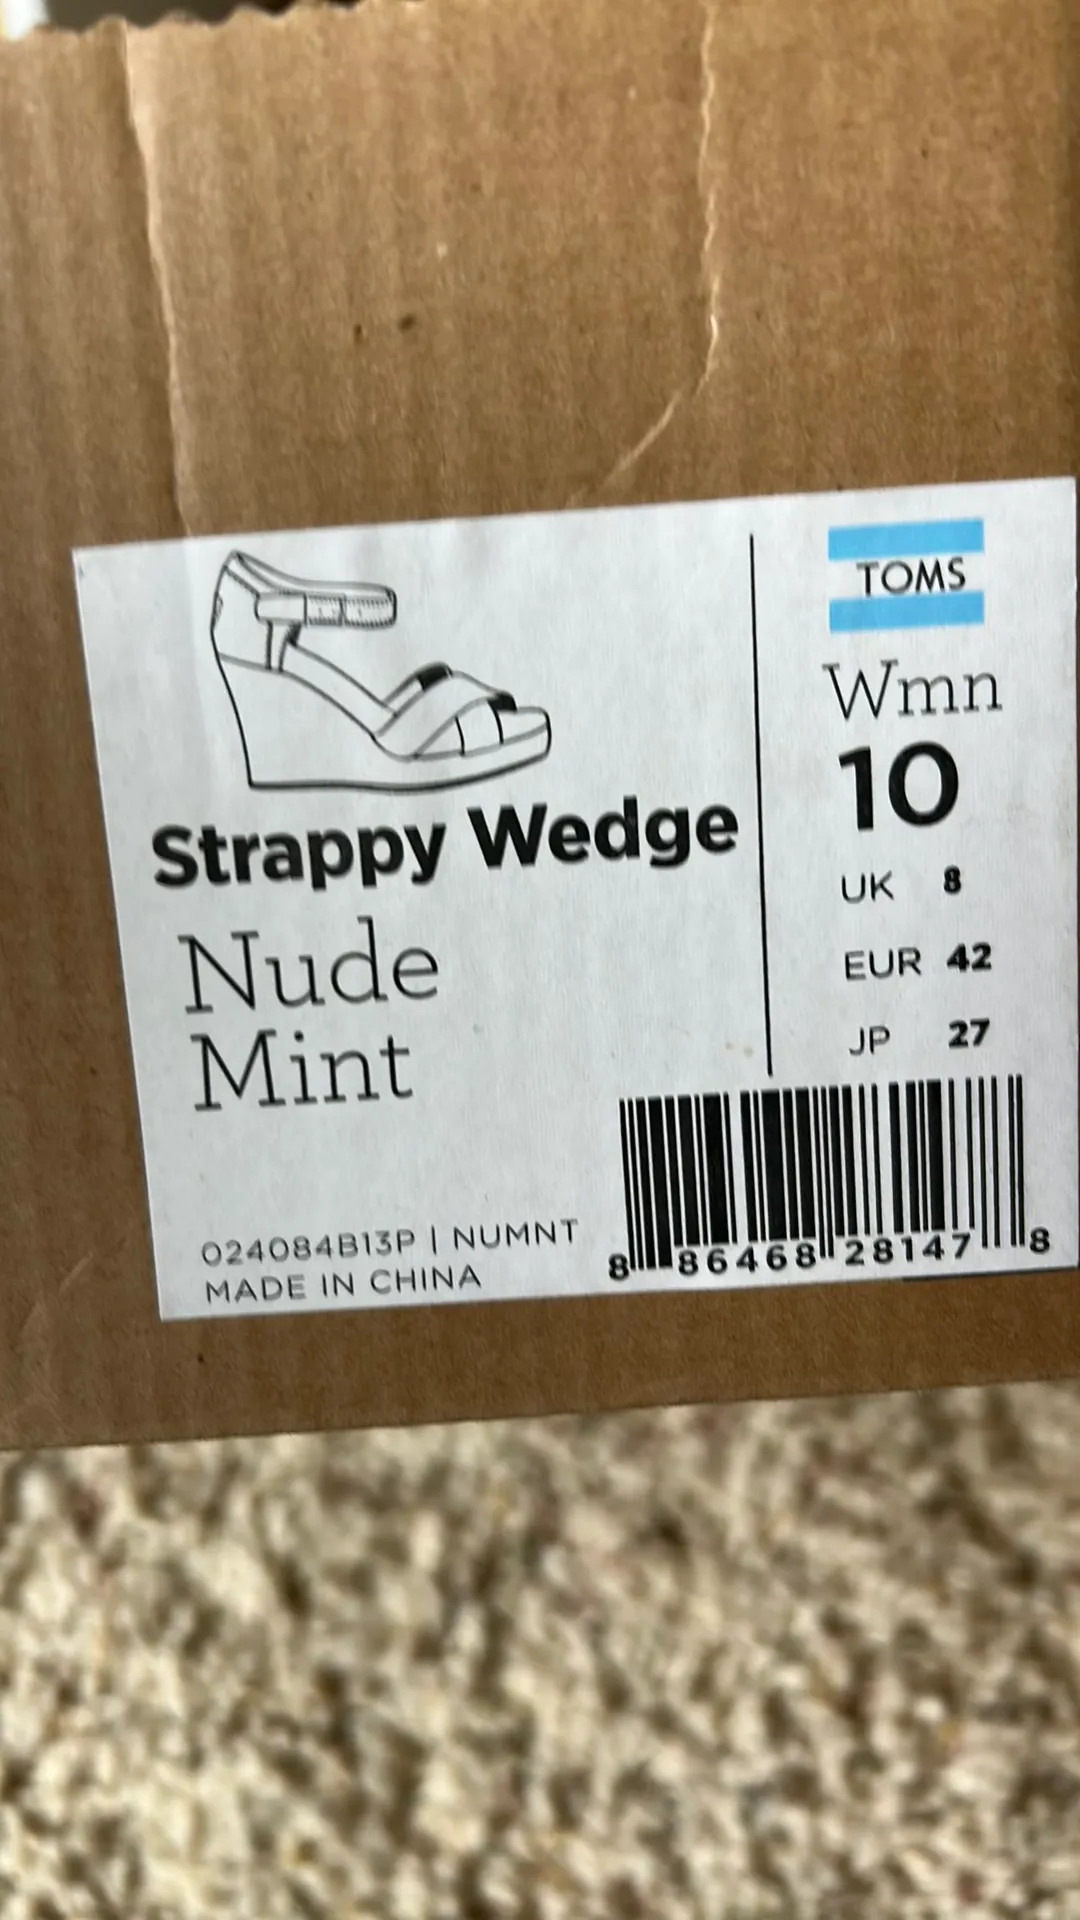 Strappy Wedge
Nude
Mint
024084B13P | NUMNT
MADE IN CHINA
TOMS
Wmn
10
UK 8
EUR 42
JP 27
8 86468 28147 8